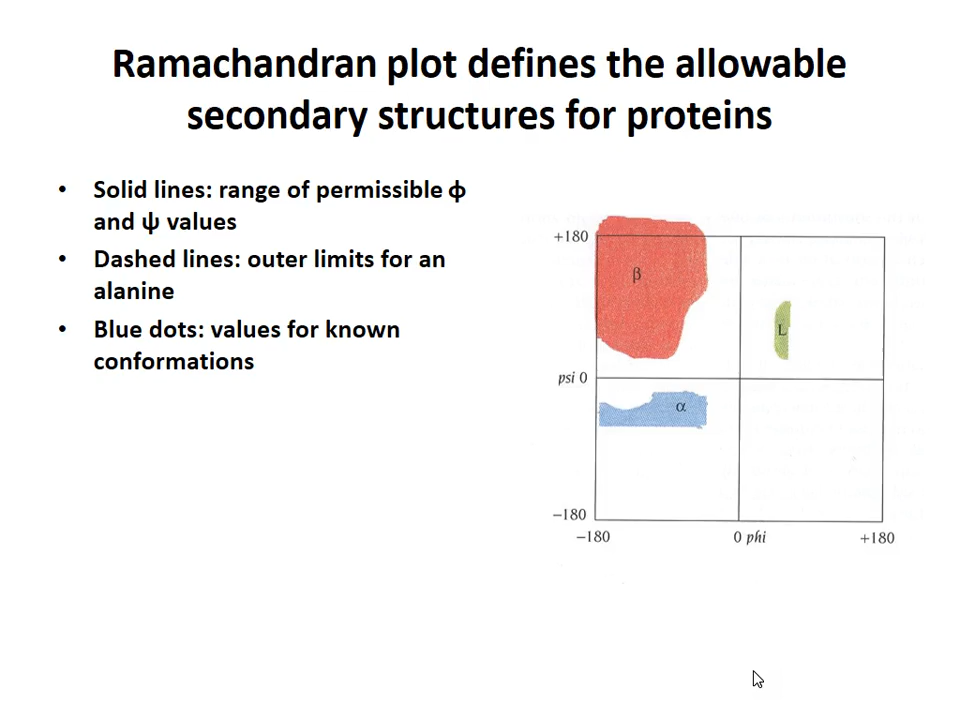 Ramachandran plot defines the allowable
secondary structures for proteins
• Solid lines: range of permissible ϕ
and ψ values
• Dashed lines: outer limits for an
alanine
• Blue dots: values for known
conformations
+180
β
L
psi 0
α
−180
−180
0 phi
+180